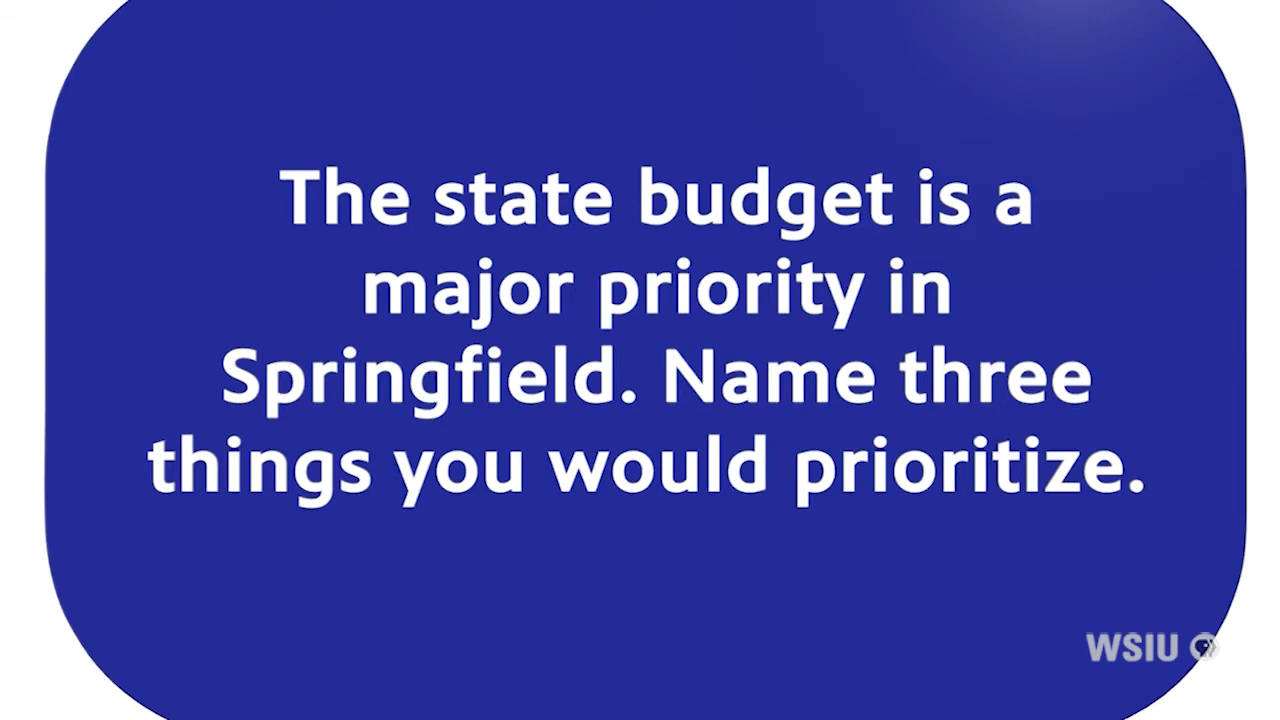 The state budget is a
major priority in
Springfield. Name three
things you would prioritize.
WSIU